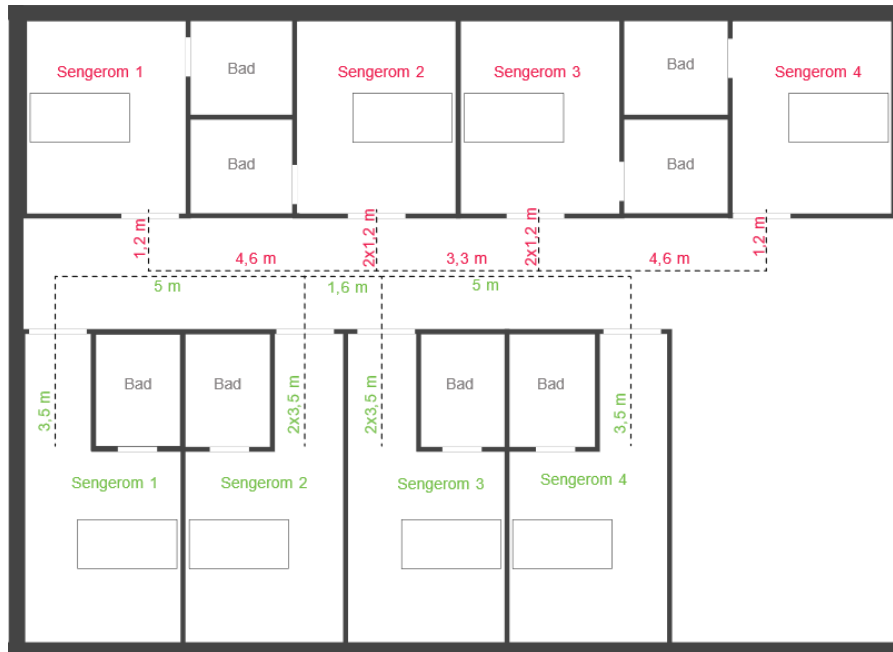 Sengerom 1
Bad
Sengerom 2
Sengerom 3
Bad
Sengerom 4
Bad
Bad
1,2 m
4,6 m
2x1,2 m
3,3 m
2x1,2 m
4,6 m
1,2 m
5 m
1,6 m
5 m
3,5 m
Bad
Bad
2x3,5 m
2x3,5 m
Bad
Bad
3,5 m
Sengerom 1
Sengerom 2
Sengerom 3
Sengerom 4